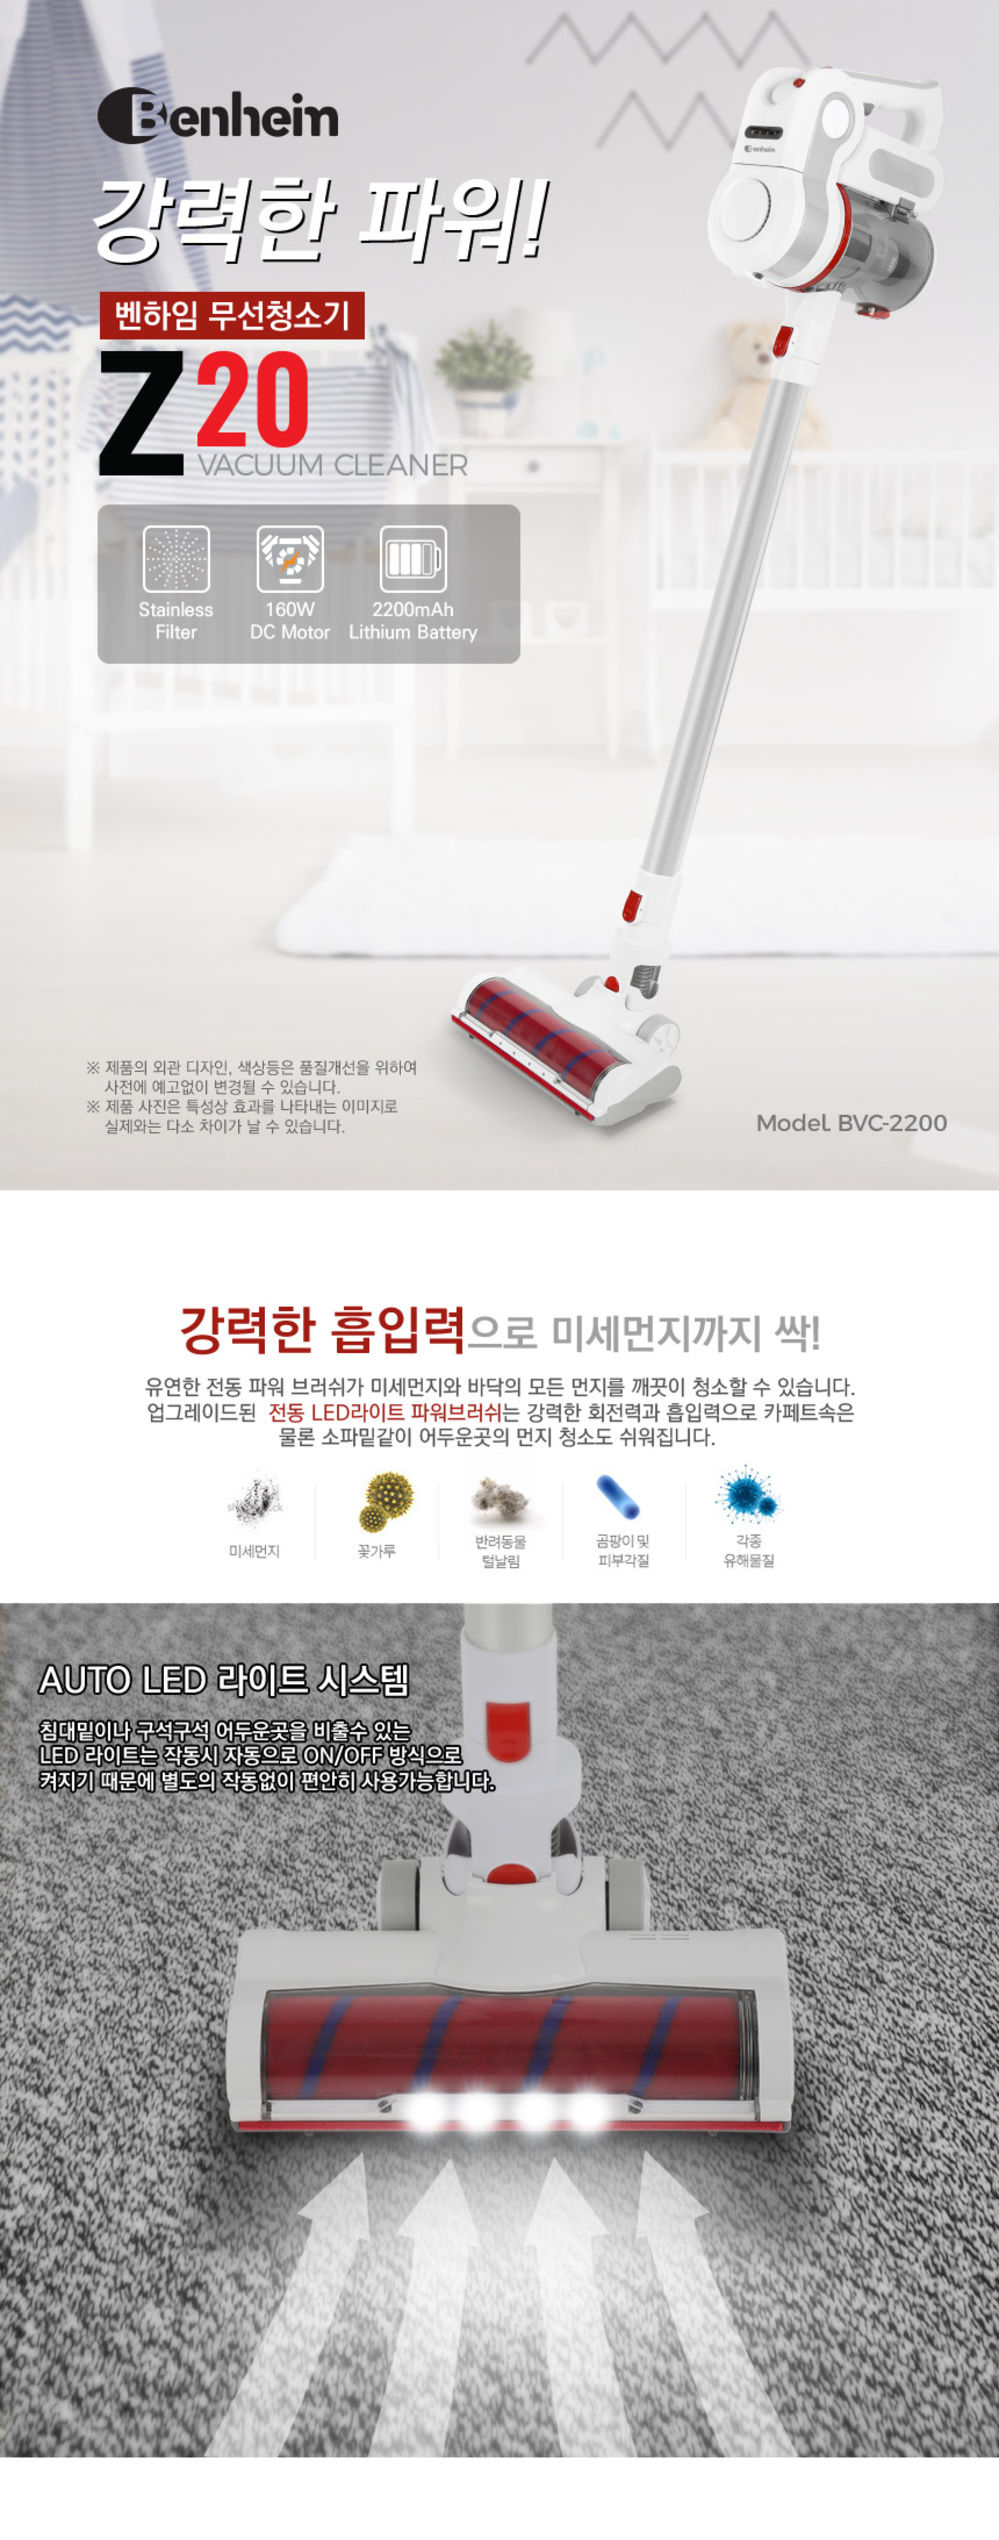 Benheim
강력한 파워!
벤하임 무선청소기
Z20
VACUUM CLEANER
Stainless Filter
160W DC Motor
2200mAh Lithium Battery
Benheim
※ 제품의 외관 디자인, 색상등은 품질개선을 위하여
사전에 예고없이 변경될 수 있습니다.
※ 제품 사진은 특성상 효과를 나타내는 이미지로
실제와는 다소 차이가 날 수 있습니다.
Model. BVC-2200
강력한 흡입력으로 미세먼지까지 싹!
유연한 전동 파워 브러쉬가 미세먼지와 바닥의 모든 먼지를 깨끗이 청소할 수 있습니다.
업그레이드된 전동 LED라이트 파워브러쉬는 강력한 회전력과 흡입력으로 카페트속은
물론 소파밑같이 어두운곳의 먼지 청소도 쉬워집니다.
미세먼지
꽃가루
반려동물
털날림
곰팡이 및
피부각질
각종
유해물질
AUTO LED 라이트 시스템
침대밑이나 구석구석 어두운곳을 비출수 있는
LED 라이트는 작동시 자동으로 ON/OFF 방식으로
켜지기 때문에 별도의 작동없이 편안히 사용가능합니다.